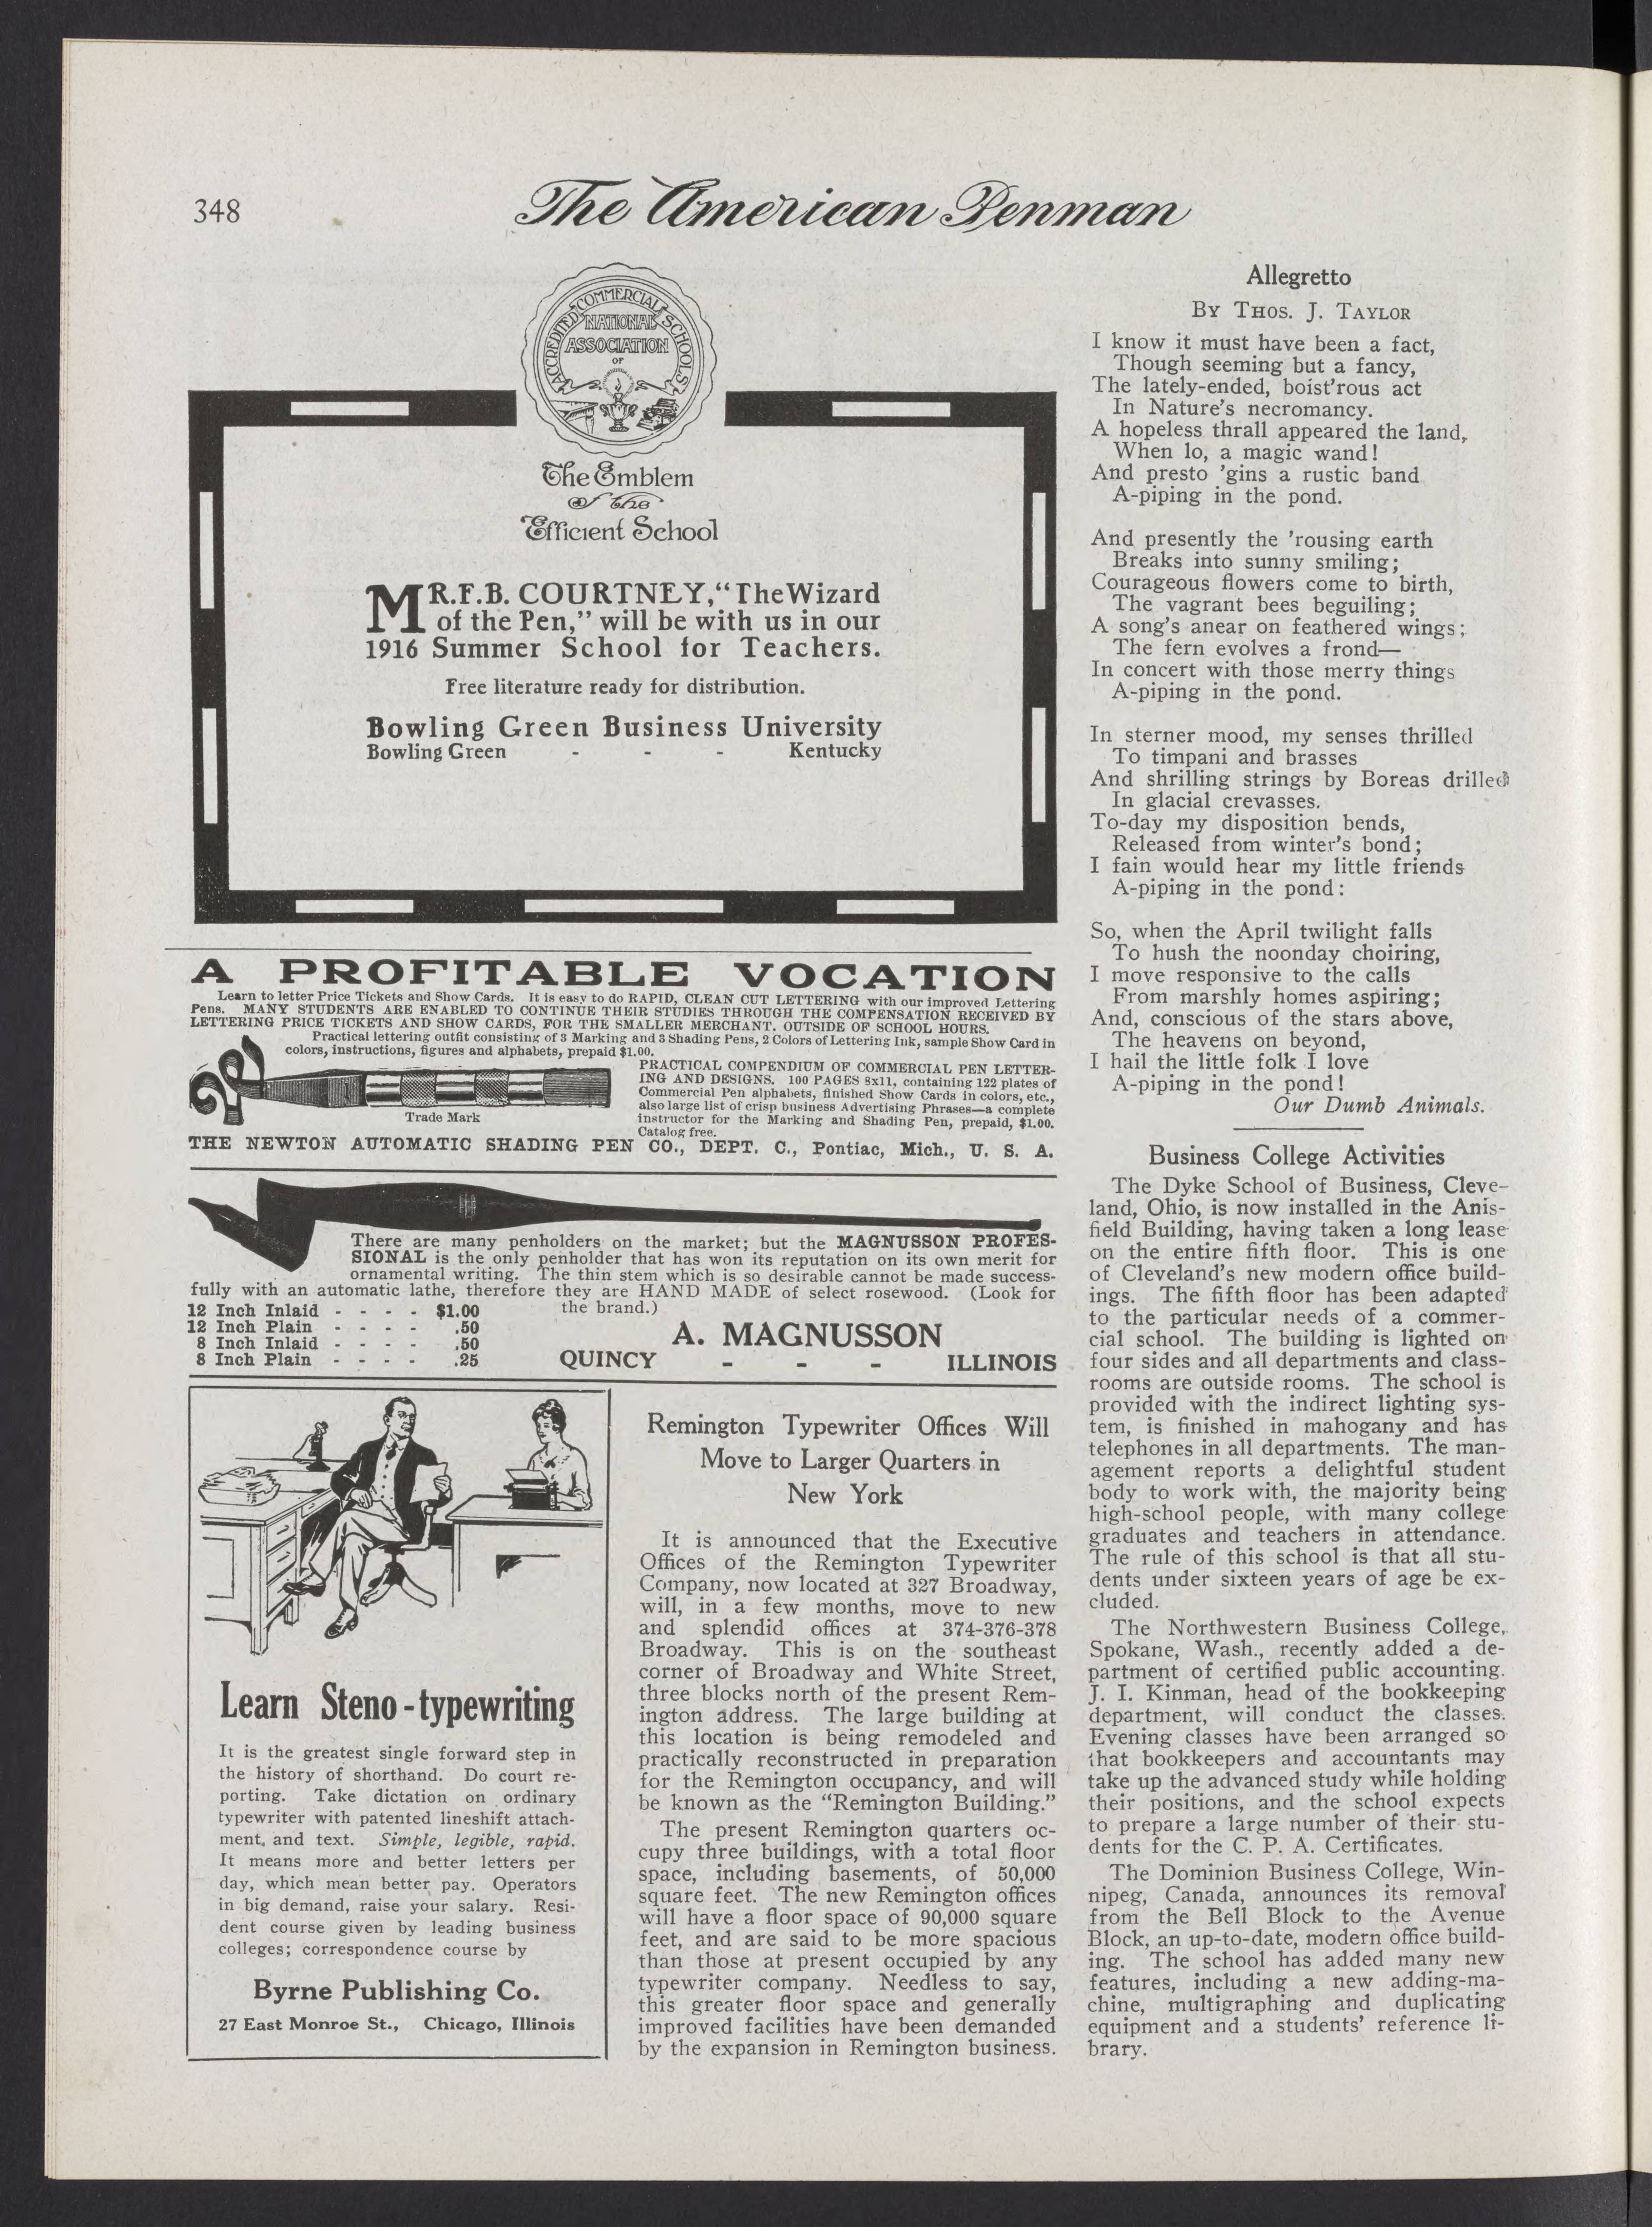 348
The American Penman
ACCREDITED COMMERCIAL SCHOOLS
NATIONAL
ASSOCIATION
OF
The Emblem
of the
Efficient School
MR. F. B. COURTNEY, “The Wizard
of the Pen,” will be with us in our
1916 Summer School for Teachers.
Free literature ready for distribution.
Bowling Green Business University
Bowling Green - - - Kentucky
A PROFITABLE VOCATION
Learn to letter Price Tickets and Show Cards. It is easy to do RAPID, CLEAN CUT LETTERING with our improved Lettering
Pens. MANY STUDENTS ARE ENABLED TO CONTINUE THEIR STUDIES THROUGH THE COMPENSATION RECEIVED BY
LETTERING PRICE TICKETS AND SHOW CARDS, FOR THE SMALLER MERCHANT, OUTSIDE OF SCHOOL HOURS.
Practical lettering outfit consisting of 3 Marking and 3 Shading Pens, 2 Colors of Lettering Ink, sample Show Card in
colors, instructions, figures and alphabets, prepaid $1.00.
PRACTICAL COMPENDIUM OF COMMERCIAL PEN LETTER-
ING AND DESIGNS. 100 PAGES 8x11, containing 122 plates of
Commercial Pen alphabets, finished Show Cards in colors, etc.,
also large list of crisp business Advertising Phrases—a complete
instructor for the Marking and Shading Pen, prepaid, $1.00.
Catalog free.
1
Trade Mark
THE NEWTON AUTOMATIC SHADING PEN CO., DEPT. C., Pontiac, Mich., U. S. A.
There are many penholders on the market; but the MAGNUSSON PROFES-
SIONAL is the only penholder that has won its reputation on its own merit for
ornamental writing. The thin stem which is so desirable cannot be made success-
fully with an automatic lathe, therefore they are HAND MADE of select rosewood. (Look for
the brand.)
12 Inch Inlaid - - - - $1.00
12 Inch Plain - - - - .50
8 Inch Inlaid - - - - .50
8 Inch Plain - - - - .25
A. MAGNUSSON
QUINCY - - - ILLINOIS
Learn Steno-typewriting
It is the greatest single forward step in
the history of shorthand. Do court re-
porting. Take dictation on ordinary
typewriter with patented lineshift attach-
ment, and text. Simple, legible, rapid.
It means more and better letters per
day, which mean better pay. Operators
in big demand, raise your salary. Resi-
dent course given by leading business
colleges; correspondence course by
Byrne Publishing Co.
27 East Monroe St., Chicago, Illinois
Remington Typewriter Offices Will
Move to Larger Quarters in
New York
It is announced that the Executive
Offices of the Remington Typewriter
Company, now located at 327 Broadway,
will, in a few months, move to new
and splendid offices at 374-376-378
Broadway. This is on the southeast
corner of Broadway and White Street,
three blocks north of the present Rem-
ington address. The large building at
this location is being remodeled and
practically reconstructed in preparation
for the Remington occupancy, and will
be known as the “Remington Building.”
The present Remington quarters oc-
cupy three buildings, with a total floor
space, including basements, of 50,000
square feet. The new Remington offices
will have a floor space of 90,000 square
feet, and are said to be more spacious
than those at present occupied by any
typewriter company. Needless to say,
this greater floor space and generally
improved facilities have been demanded
by the expansion in Remington business.
Allegretto
BY THOS. J. TAYLOR
I know it must have been a fact,
Though seeming but a fancy,
The lately-ended, boist’rous act
In Nature’s necromancy.
A hopeless thrall appeared the land,
When lo, a magic wand!
And presto ’gins a rustic band
A-piping in the pond.
And presently the ’rousing earth
Breaks into sunny smiling;
Courageous flowers come to birth,
The vagrant bees beguiling;
A song’s anear on feathered wings;
The fern evolves a frond—
In concert with those merry things
A-piping in the pond.
In sterner mood, my senses thrilled
To timpani and brasses
And shrilling strings by Boreas drilled
In glacial crevasses.
To-day my disposition bends,
Released from winter’s bond;
I fain would hear my little friends
A-piping in the pond:
So, when the April twilight falls
To hush the noonday choiring,
I move responsive to the calls
From marshly homes aspiring;
And, conscious of the stars above,
The heavens on beyond,
I hail the little folk I love
A-piping in the pond!
Our Dumb Animals.
Business College Activities
The Dyke School of Business, Cleve-
land, Ohio, is now installed in the Anis-
field Building, having taken a long lease
on the entire fifth floor. This is one
of Cleveland’s new modern office build-
ings. The fifth floor has been adapted
to the particular needs of a commer-
cial school. The building is lighted on
four sides and all departments and class-
rooms are outside rooms. The school is
provided with the indirect lighting sys-
tem, is finished in mahogany and has
telephones in all departments. The man-
agement reports a delightful student
body to work with, the majority being
high-school people, with many college
graduates and teachers in attendance.
The rule of this school is that all stu-
dents under sixteen years of age be ex-
cluded.
The Northwestern Business College,
Spokane, Wash., recently added a de-
partment of certified public accounting.
J. I. Kinman, head of the bookkeeping
department, will conduct the classes.
Evening classes have been arranged so
that bookkeepers and accountants may
take up the advanced study while holding
their positions, and the school expects
to prepare a large number of their stu-
dents for the C. P. A. Certificates.
The Dominion Business College, Win-
nipeg, Canada, announces its removal
from the Bell Block to the Avenue
Block, an up-to-date, modern office build-
ing. The school has added many new
features, including a new adding-ma-
chine, multigraphing and duplicating
equipment and a students’ reference li-
brary.